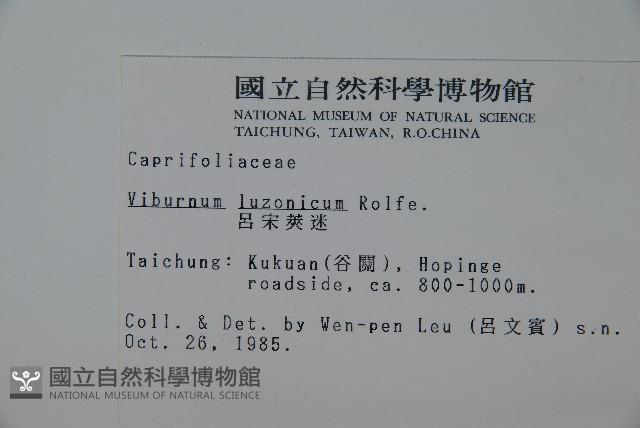 國立自然科學博物館
NATIONAL MUSEUM OF NATURAL SCIENCE
TAICHUNG, TAIWAN, R.O.CHINA
Caprifoliaceae
Viburnum luzonicum Rolfe.
呂宋莢迷
Taichung: Kukuan(谷關), Hopinge
roadside, ca. 800-1000m.
Coll. & Det. by Wen-pen Leu (呂文賓) s.n.
Oct. 26, 1985.
國立自然科學博物館
NATIONAL MUSEUM OF NATURAL SCIENCE